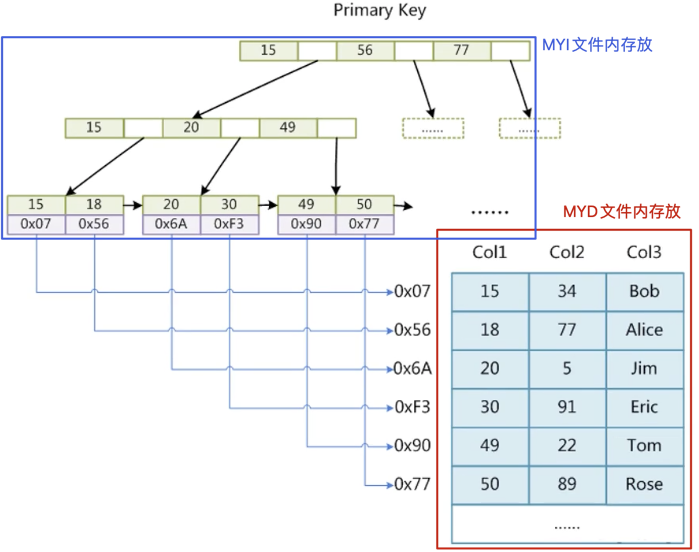 Primary Key
15 56 77
MYI文件内存放
15 20 49
......
......
15 18 20 30 49 50
0x07 0x56 0x6A 0xF3 0x90 0x77
......
MYD文件内存放
Col1 Col2 Col3
0x07 15 34 Bob
0x56 18 77 Alice
0x6A 20 5 Jim
0xF3 30 91 Eric
0x90 49 22 Tom
0x77 50 89 Rose
......